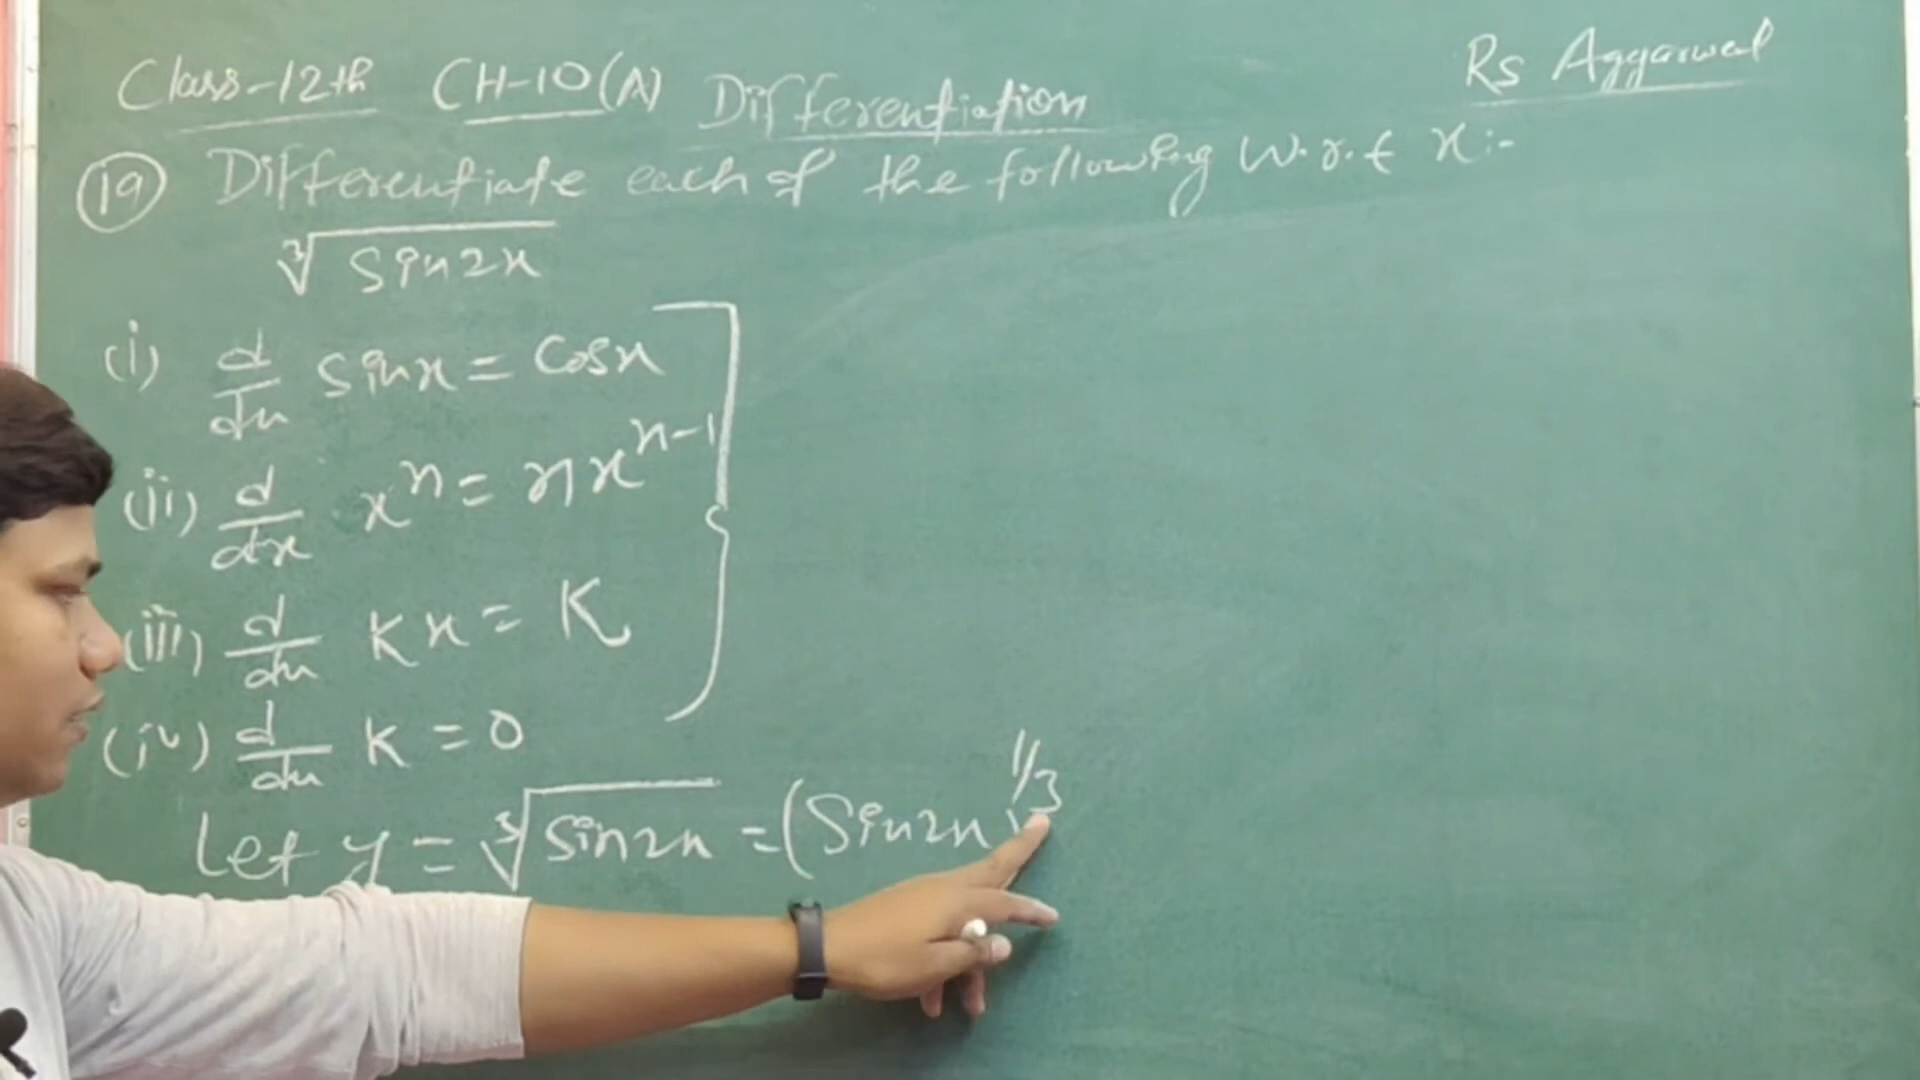 Class-12th CH-10(A) Differentiation Rs Aggarwal
(19) Differentiate each of the following w.r.t x:-
∛sin2x
(i) d/dx sinx = cosx
(ii) d/dx x^n = nx^(n-1)
(iii) d/dx Kx = K
(iv) d/dx K = 0
Let y = ∛sin2x = (Sin2x)^1/3